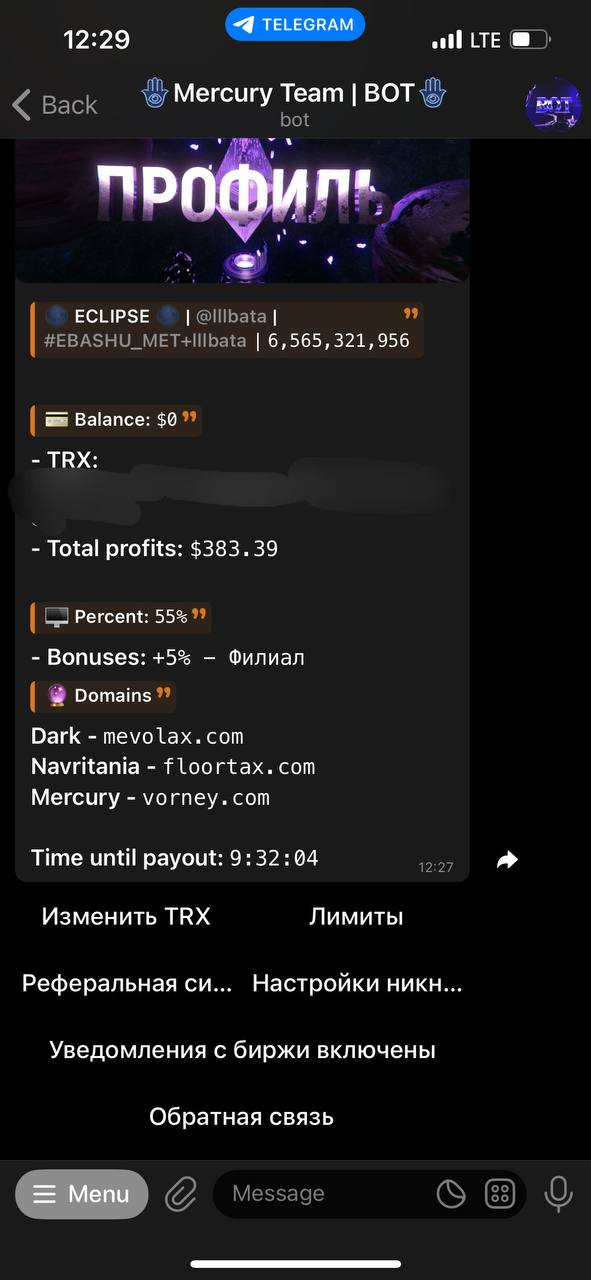 12:29
TELEGRAM
LTE
Back
Mercury Team | BOT
bot
BOT
ПРОФИЛЬ
ECLIPSE | @lllbata |
#EBASHU_MET+lllbata | 6,565,321,956
Balance: $0
- TRX:
- Total profits: $383.39
Percent: 55%
- Bonuses: +5% — Филиал
Domains
Dark - mevolax.com
Navritania - floortax.com
Mercury - vorney.com
Time until payout: 9:32:04
12:27
Изменить TRX
Лимиты
Реферальная си...
Настройки никн...
Уведомления с биржи включены
Обратная связь
Menu
Message